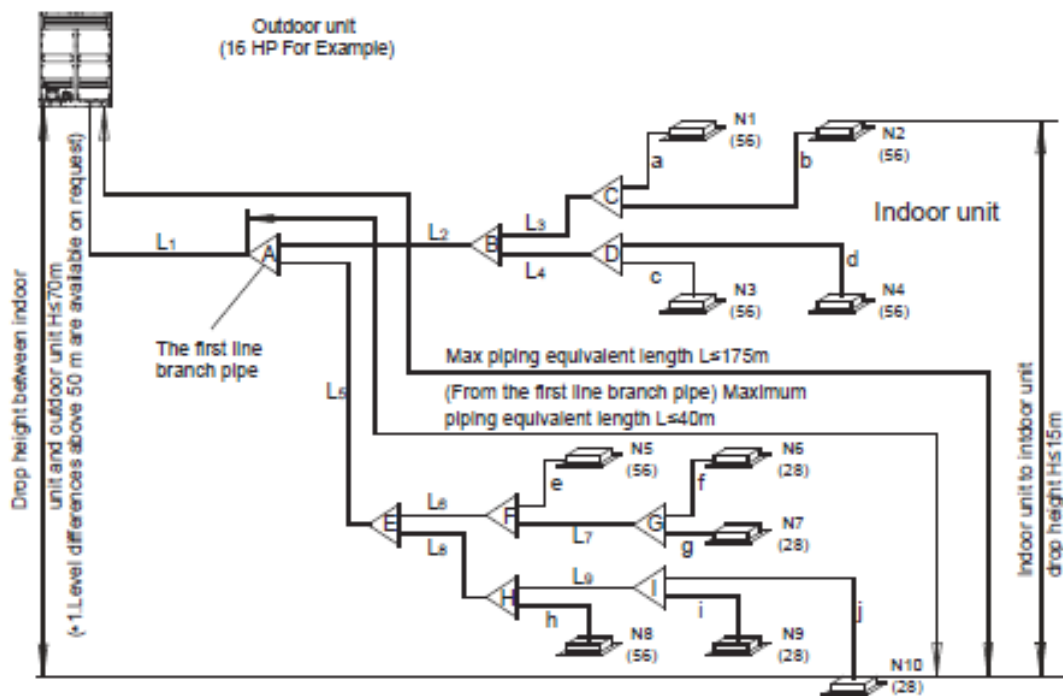 Outdoor unit
(16 HP For Example)
N1
(56)
N2
(56)
a
b
C
Indoor unit
L3
L2
B
L1
A
L4
D
c
d
N3
(56)
N4
(56)
The first line
branch pipe
Max piping equivalent length L≤175m
L5
(From the first line branch pipe) Maximum
piping equivalent length L≤40m
N5
(56)
N6
(28)
e
f
L6
F
E
G
L7
g
N7
(28)
L8
L9
I
H
h
i
j
N8
(56)
N9
(28)
N10
(28)
Drop height between indoor
unit and outdoor unit H≤70m
(*1.Level differences above 50 m are available on request)
Indoor unit to intdoor unit
drop height H≤15m